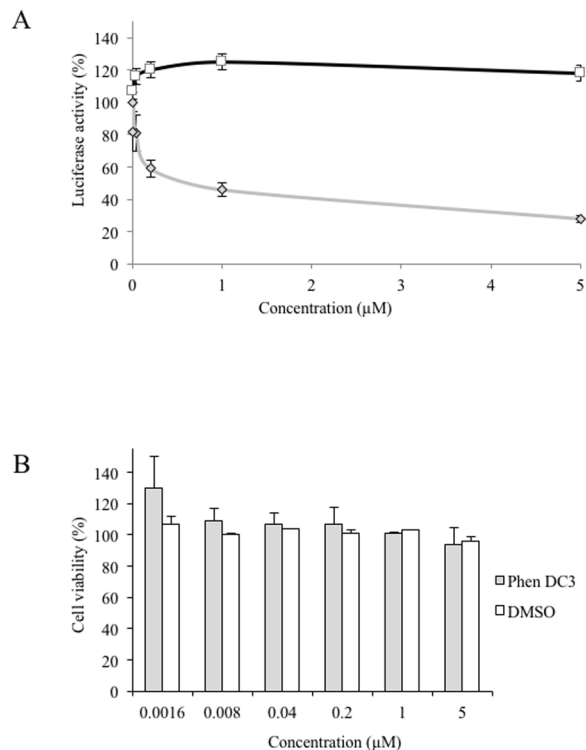 A
Luciferase activity (%)
140
120
100
80
60
40
20
0
0 1 2 3 4 5
Concentration (µM)
B
Cell viability (%)
140
120
100
80
60
40
20
0
0.0016 0.008 0.04 0.2 1 5
Concentration (µM)
Phen DC3
DMSO